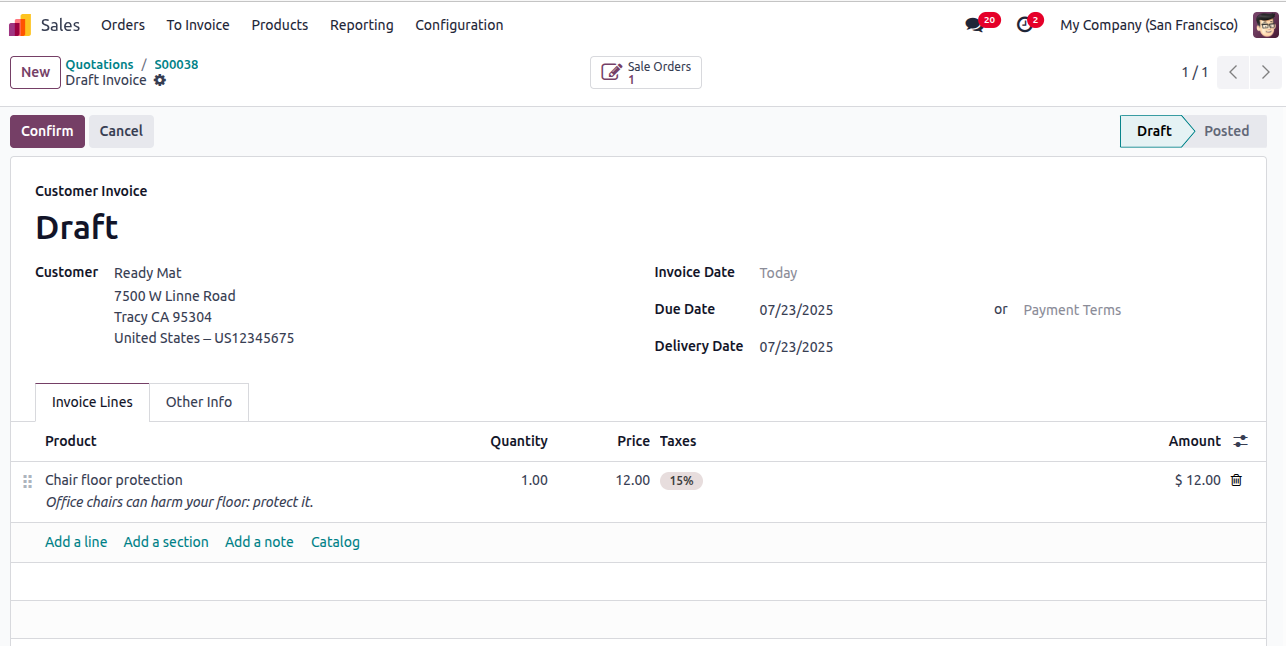 Sales Orders To Invoice Products Reporting Configuration 20 2 My Company (San Francisco)
New Quotations / S00038 Sale Orders 1 / 1
Draft Invoice 1
Confirm Cancel Draft Posted
Customer Invoice
Draft
Customer Ready Mat Invoice Date Today
7500 W Linne Road
Tracy CA 95304 Due Date 07/23/2025 or Payment Terms
United States – US12345675
Delivery Date 07/23/2025
Invoice Lines Other Info
Product Quantity Price Taxes Amount
Chair floor protection 1.00 12.00 15% $ 12.00
Office chairs can harm your floor: protect it.
Add a line Add a section Add a note Catalog